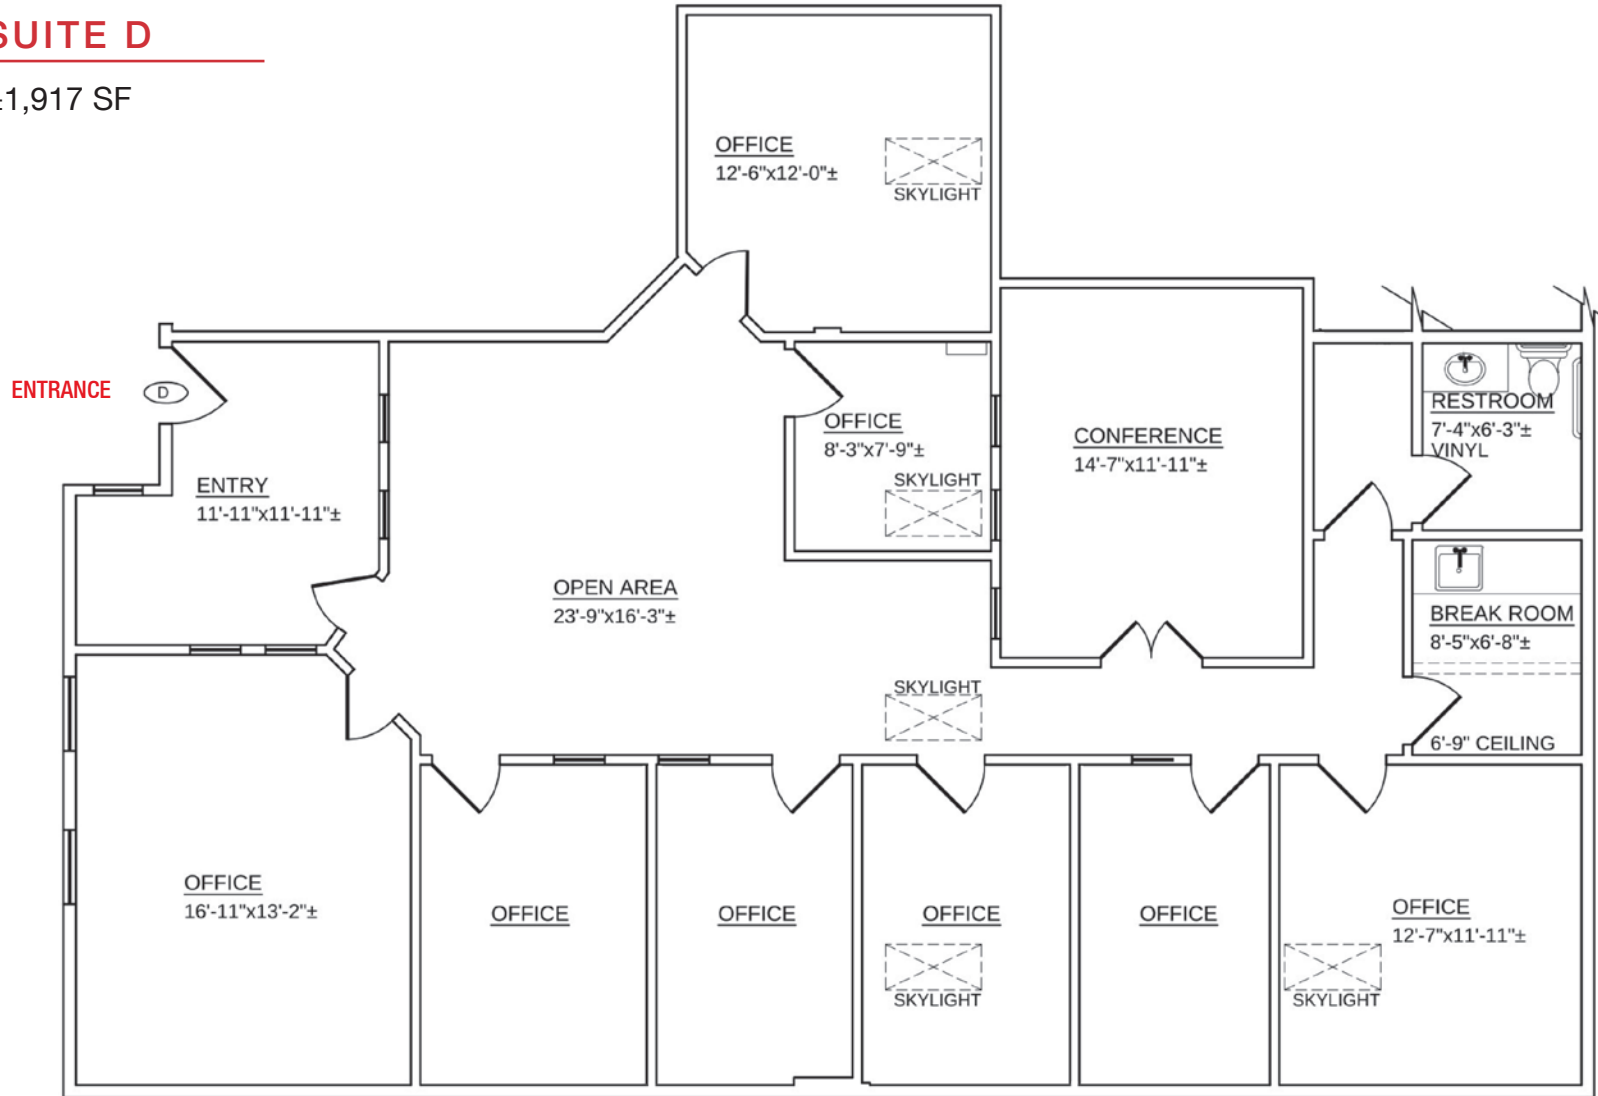 SUITE D
±1,917 SF
OFFICE
12'-6"x12'-0"±
SKYLIGHT
ENTRANCE
D
ENTRY
11'-11"x11'-11"±
OPEN AREA
23'-9"x16'-3"±
OFFICE
8'-3"x7'-9"±
SKYLIGHT
CONFERENCE
14'-7"x11'-11"±
RESTROOM
7'-4"x6'-3"±
VINYL
BREAK ROOM
8'-5"x6'-8"±
6'-9" CEILING
SKYLIGHT
OFFICE
16'-11"x13'-2"±
OFFICE
OFFICE
OFFICE
SKYLIGHT
OFFICE
OFFICE
12'-7"x11'-11"±
SKYLIGHT